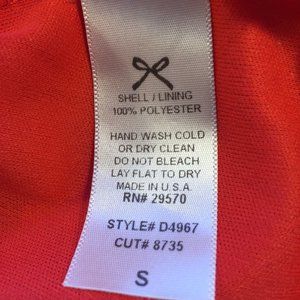 SHELL / LINING
100% POLYESTER
HAND WASH COLD
OR DRY CLEAN
DO NOT BLEACH
LAY FLAT TO DRY
MADE IN U.S.A.
RN# 29570
STYLE# D4967
CUT# 8735
S